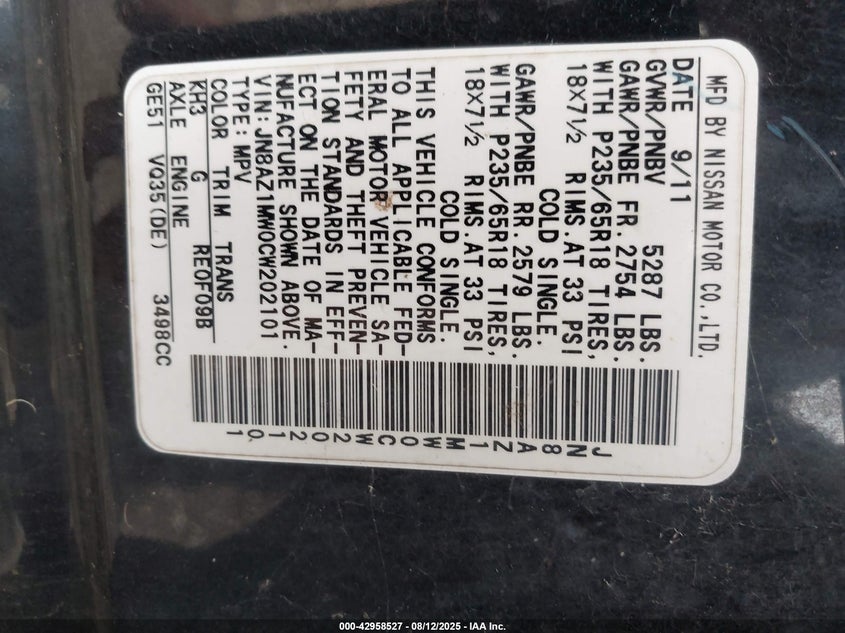 MFD BY NISSAN MOTOR CO.,LTD.
DATE 9/11
GVWR/PNBV 5287 LBS.
GAWR/PNBE FR. 2754 LBS.
WITH P235/65R18 TIRES,
18X7½ RIMS.AT 33 PSI
COLD SINGLE.
GAWR/PNBE RR. 2579 LBS.
WITH P235/65R18 TIRES,
18X7½ RIMS.AT 33 PSI
COLD SINGLE.
THIS VEHICLE CONFORMS
TO ALL APPLICABLE FED-
ERAL MOTOR VEHICLE SA-
FETY AND THEFT PREVEN-
TION STANDARDS IN EFF-
ECT ON THE DATE OF MA-
NUFACTURE SHOWN ABOVE.
VIN:JN8AZ1MW0CW202101
TYPE:MPV
COLOR TRIM TRANS
KH3 G RE0F09B
AXLE ENGINE
GE51 VQ35(DE) 3498CC
JN8AZ1MW0CW202101
000-42958527 - 08/12/2025 - IAA Inc.